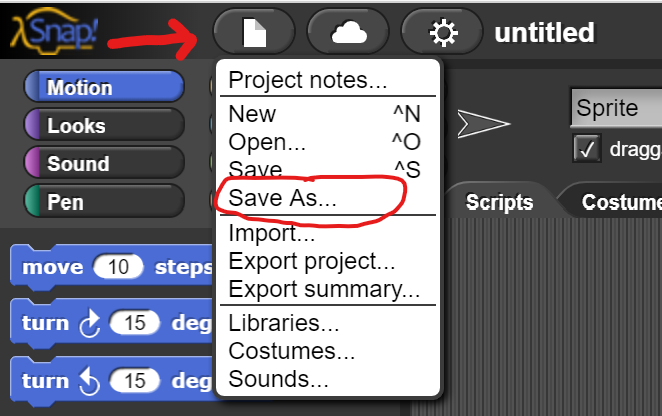 λSnap!
untitled
Motion
Looks
Sound
Pen
move 10 steps
turn 15 deg
turn 15 deg
Project notes...
New ^N
Open... ^O
Save ^S
Save As...
Import...
Export project...
Export summary...
Libraries...
Costumes...
Sounds...
Sprite
dragg
Scripts
Costume